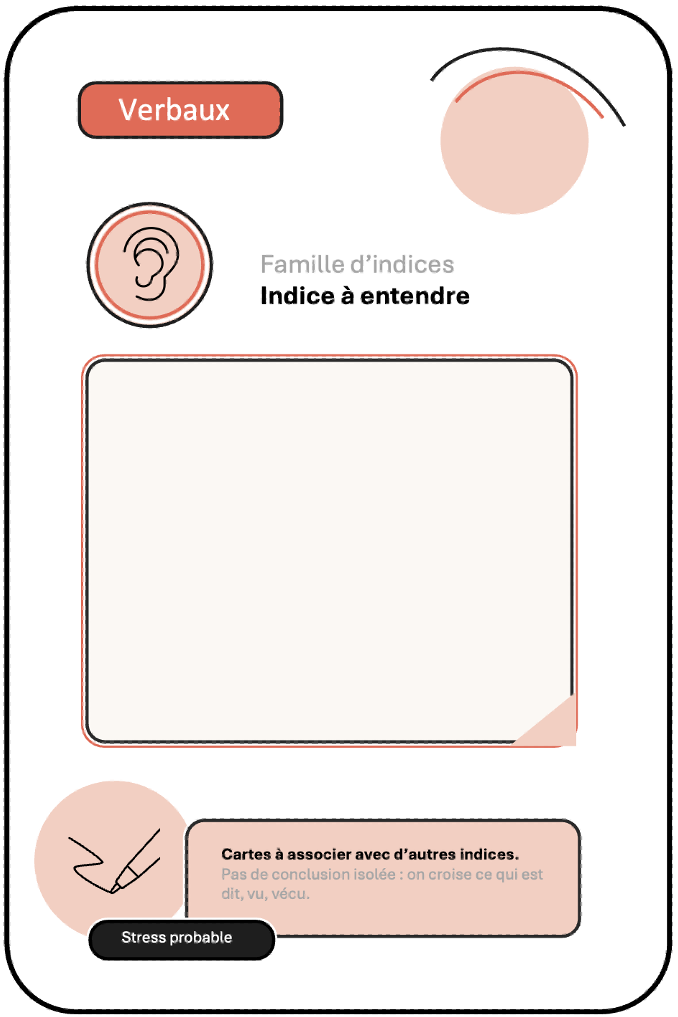 Verbaux
Famille d’indices
Indice à entendre
Cartes à associer avec d’autres indices.
Pas de conclusion isolée : on croise ce qui est
dit, vu, vécu.
Stress probable